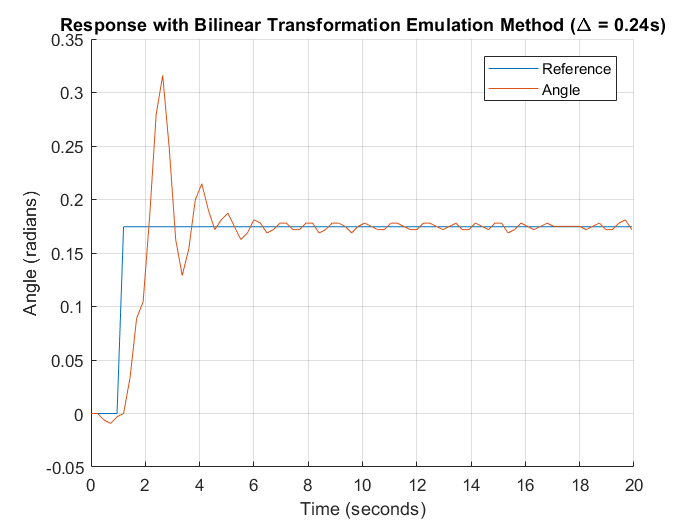 Response with Bilinear Transformation Emulation Method (Δ = 0.24s)
0.35
0.3
0.25
0.2
0.15
0.1
0.05
0
-0.05
Angle (radians)
Reference
Angle
0 2 4 6 8 10 12 14 16 18 20
Time (seconds)